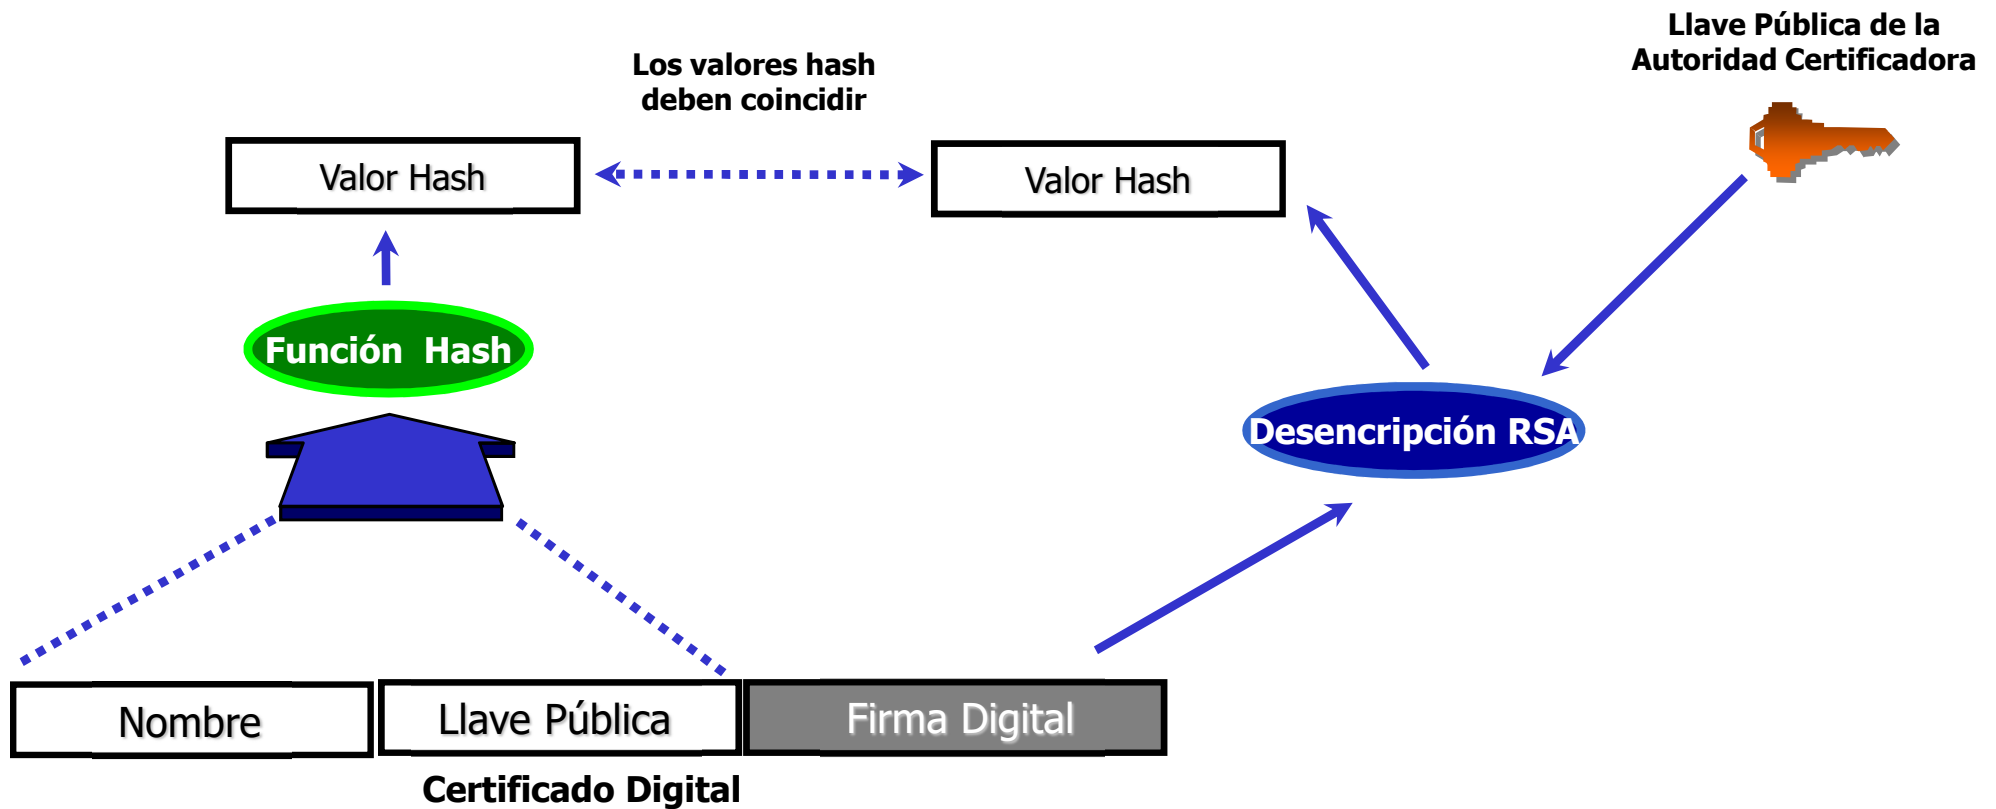 Llave Pública de la
Autoridad Certificadora
Los valores hash
deben coincidir
Valor Hash
Valor Hash
Función Hash
Desencripción RSA
Nombre
Llave Pública
Firma Digital
Certificado Digital